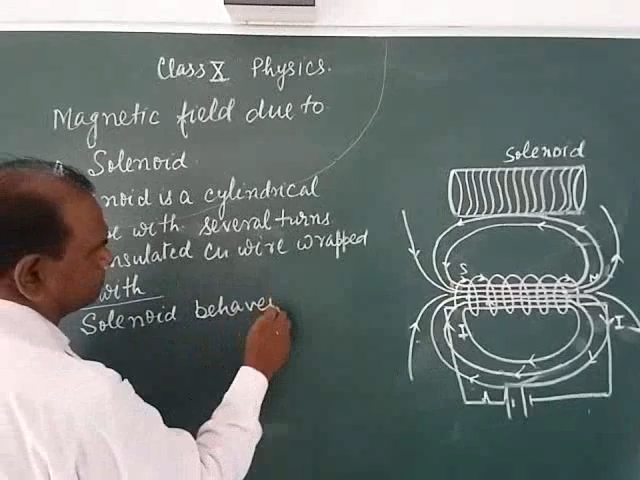 Class X Physics.
Magnetic field due to
Solenoid
noid is a cylindrical
with several turns
insulated cu wire wrapped
with
Solenoid behaves
solenoid
S
N
I
I